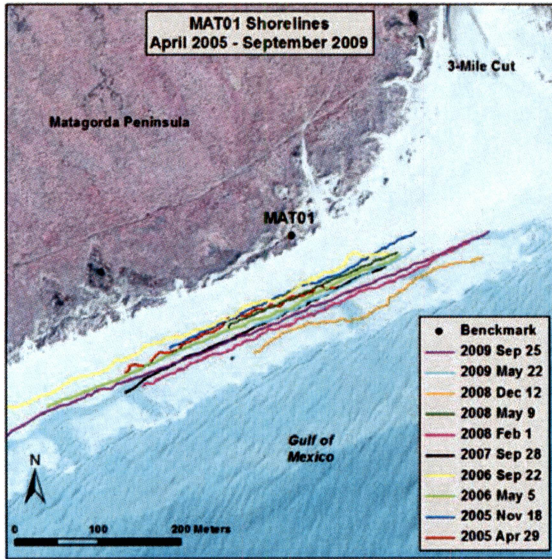 MAT01 Shorelines
April 2005 - September 2009
3-Mile Cut
Matagorda Peninsula
MAT01
Benckmark
2009 Sep 25
2009 May 22
2008 Dec 12
2008 May 9
2008 Feb 1
2007 Sep 28
2006 Sep 22
2006 May 5
2005 Nov 18
2005 Apr 29
Gulf of
Mexico
N
0 100 200 Meters